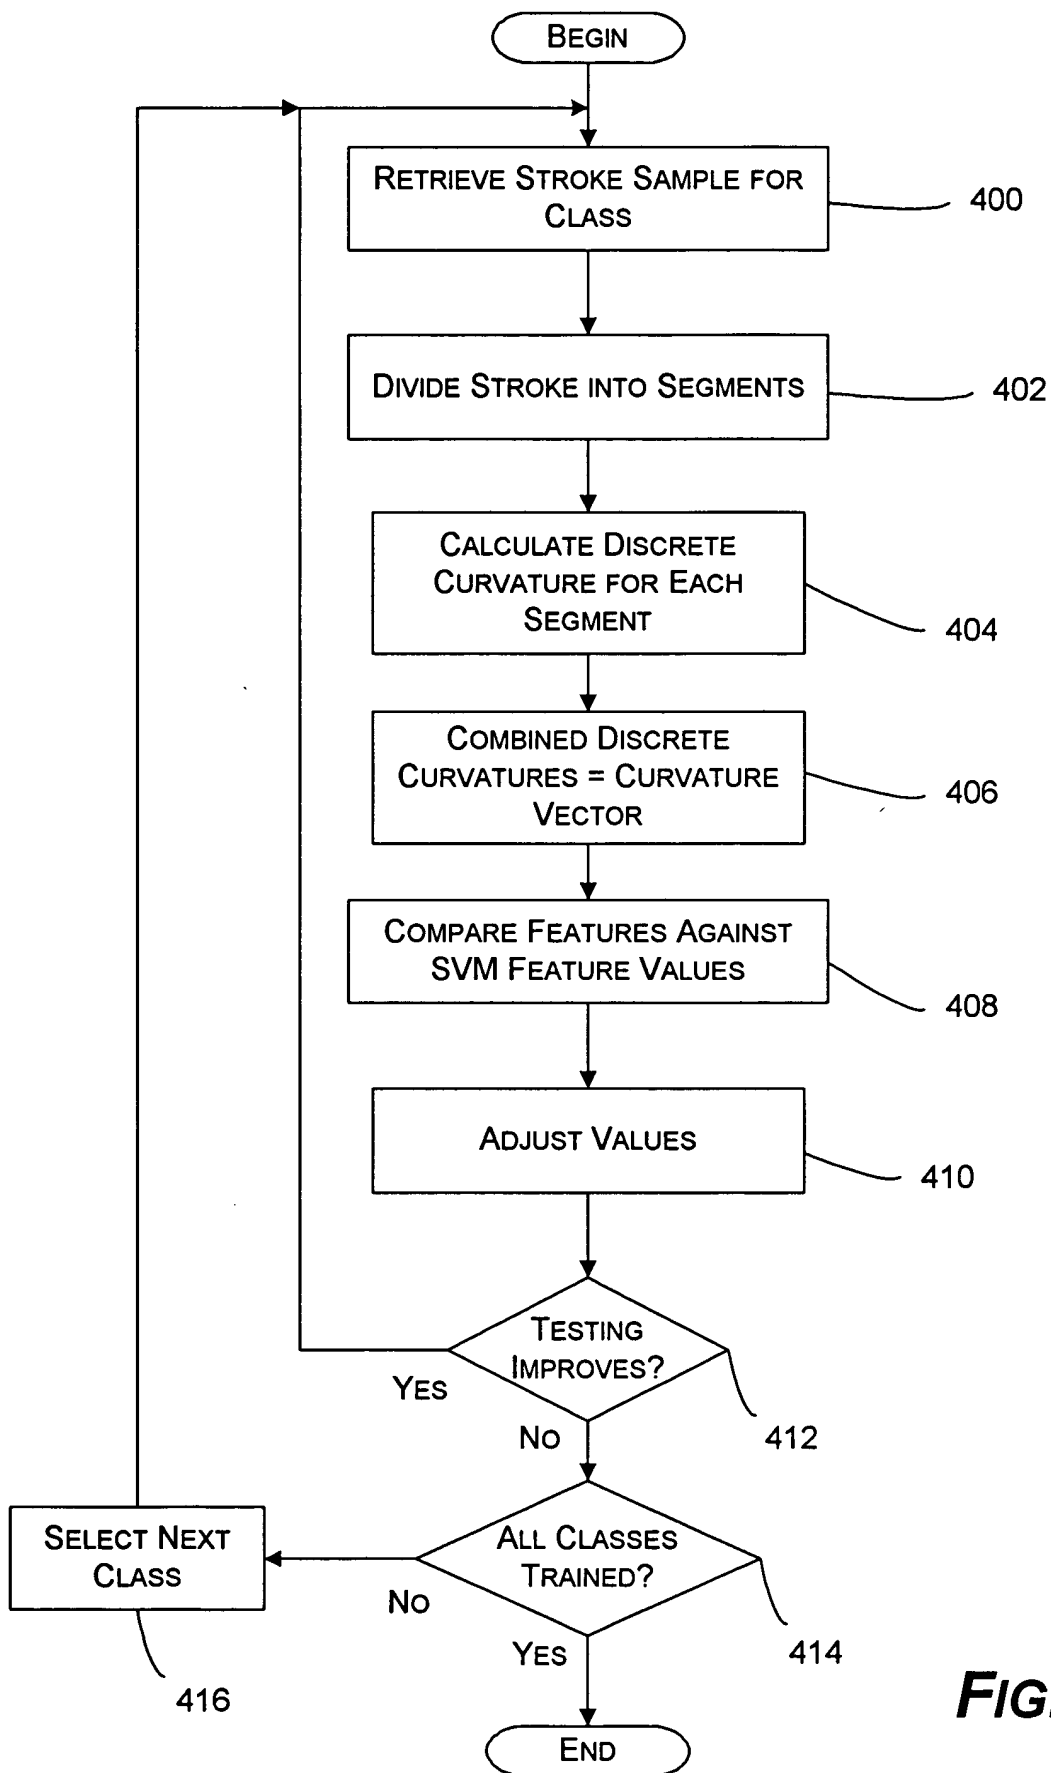 BEGIN
RETRIEVE STROKE SAMPLE FOR
CLASS
400
DIVIDE STROKE INTO SEGMENTS
402
CALCULATE DISCRETE
CURVATURE FOR EACH
SEGMENT
404
COMBINED DISCRETE
CURVATURES = CURVATURE
VECTOR
406
COMPARE FEATURES AGAINST
SVM FEATURE VALUES
408
ADJUST VALUES
410
TESTING
IMPROVES?
YES
NO
412
SELECT NEXT
CLASS
416
ALL CLASSES
TRAINED?
NO
YES
414
END
FIG